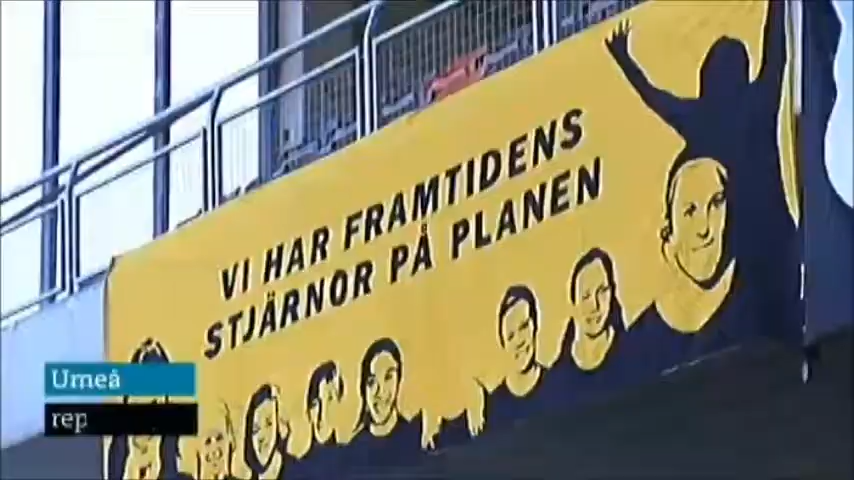 VI HAR FRAMTIDENS
STJÄRNOR PÅ PLANEN
Umeå
rep